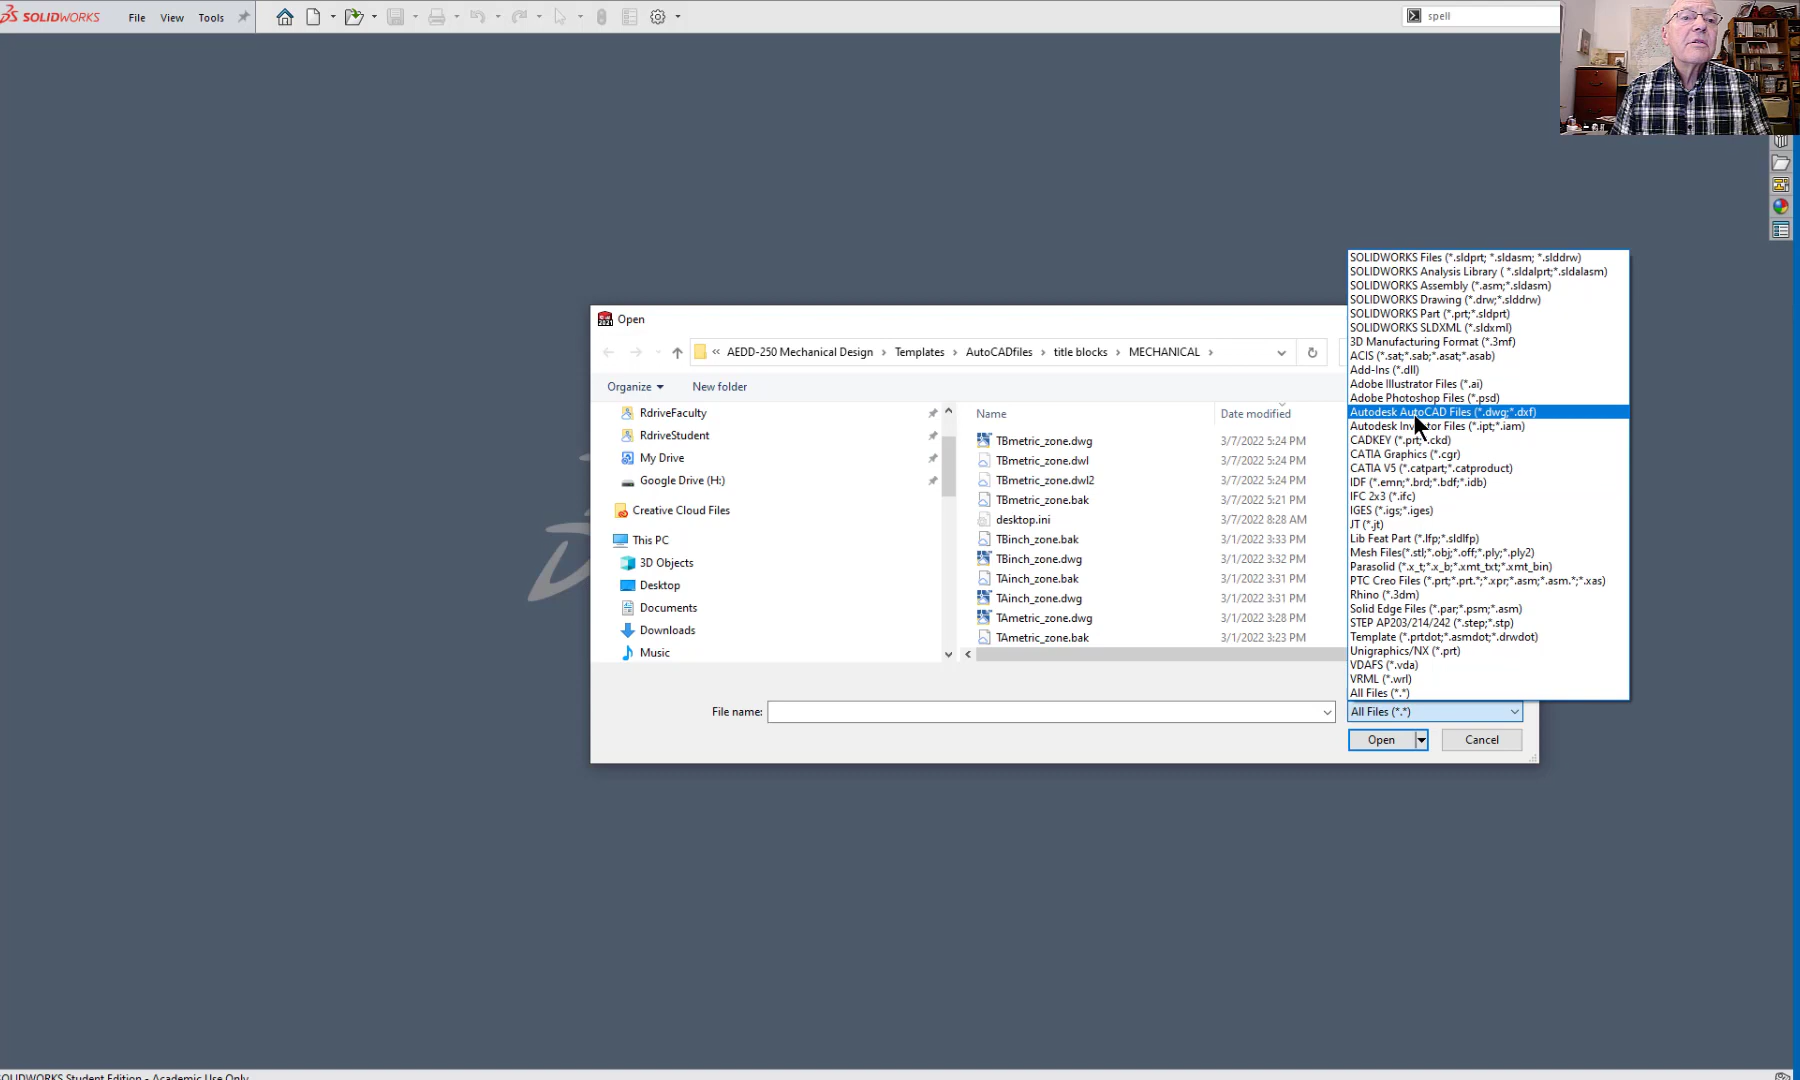 SOLIDWORKS File View Tools spell
Open
« AEDD-250 Mechanical Design > Templates > AutoCADfiles > title blocks > MECHANICAL >
Organize New folder
RdriveFaculty
RdriveStudent
My Drive
Google Drive (H:)
Creative Cloud Files
This PC
3D Objects
Desktop
Documents
Downloads
Music
Name Date modified
TBmetric_zone.dwg 3/7/2022 5:24 PM
TBmetric_zone.dwl 3/7/2022 5:24 PM
TBmetric_zone.dwl2 3/7/2022 5:24 PM
TBmetric_zone.bak 3/7/2022 5:21 PM
desktop.ini 3/7/2022 8:28 AM
TBinch_zone.bak 3/1/2022 3:33 PM
TBinch_zone.dwg 3/1/2022 3:32 PM
TAinch_zone.bak 3/1/2022 3:31 PM
TAinch_zone.dwg 3/1/2022 3:31 PM
TAmetric_zone.dwg 3/1/2022 3:28 PM
TAmetric_zone.bak 3/1/2022 3:23 PM
SOLIDWORKS Files (*.sldprt; *.sldasm; *.slddrw)
SOLIDWORKS Analysis Library ( *.sldalprt;*.sldalasm)
SOLIDWORKS Assembly (*.asm;*.sldasm)
SOLIDWORKS Drawing (*.drw;*.slddrw)
SOLIDWORKS Part (*.prt;*.sldprt)
SOLIDWORKS SLDXML (*.sldxml)
3D Manufacturing Format (*.3mf)
ACIS (*.sat;*.sab;*.asat;*.asab)
Add-Ins (*.dll)
Adobe Illustrator Files (*.ai)
Adobe Photoshop Files (*.psd)
Autodesk AutoCAD Files (*.dwg;*.dxf)
Autodesk Files (*.ipt;*.iam)
CADKEY (*.prt;*.ckd)
CATIA Graphics (*.cgr)
CATIA V5 (*.catpart;*.catproduct)
IDF (*.emn;*.brd;*.bdf;*.idb)
IFC 2x3 (*.ifc)
IGES (*.igs;*.iges)
JT (*.jt)
Lib Feat Part (*.lfp;*.sldlfp)
Mesh Files(*.stl;*.obj;*.off;*.ply;*.ply2)
Parasolid (*.x_t;*.x_b;*.xmt_txt;*.xmt_bin)
PTC Creo Files (*.prt;*.prt.*;*.xpr;*.asm;*.asm.*;*.xas)
Rhino (*.3dm)
Solid Edge Files (*.par;*.psm;*.asm)
STEP AP203/214/242 (*.step;*.stp)
Template (*.prtdot;*.asmdot;*.drwdot)
Unigraphics/NX (*.prt)
VDAFS (*.vda)
VRML (*.wrl)
All Files (*.*)
File name: All Files (*.*)
Open Cancel
SOLIDWORKS Student Edition - Academic Use Only